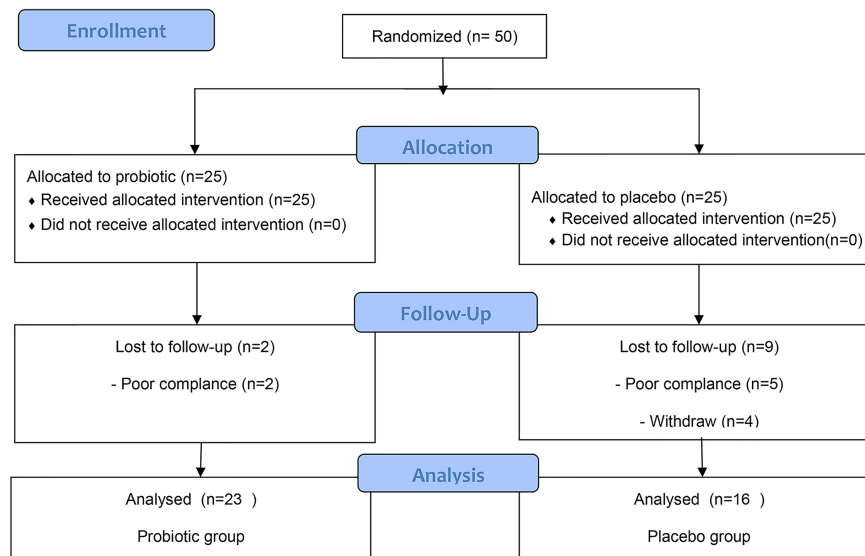 Enrollment
Randomized (n= 50)
Allocation
Allocated to probiotic (n=25)
♦ Received allocated intervention (n=25)
♦ Did not receive allocated intervention (n=0)
Allocated to placebo (n=25)
♦ Received allocated intervention (n=25)
♦ Did not receive allocated intervention(n=0)
Follow-Up
Lost to follow-up (n=2)
- Poor complance (n=2)
Lost to follow-up (n=9)
- Poor complance (n=5)
- Withdraw (n=4)
Analysis
Analysed (n=23 )
Probiotic group
Analysed (n=16 )
Placebo group